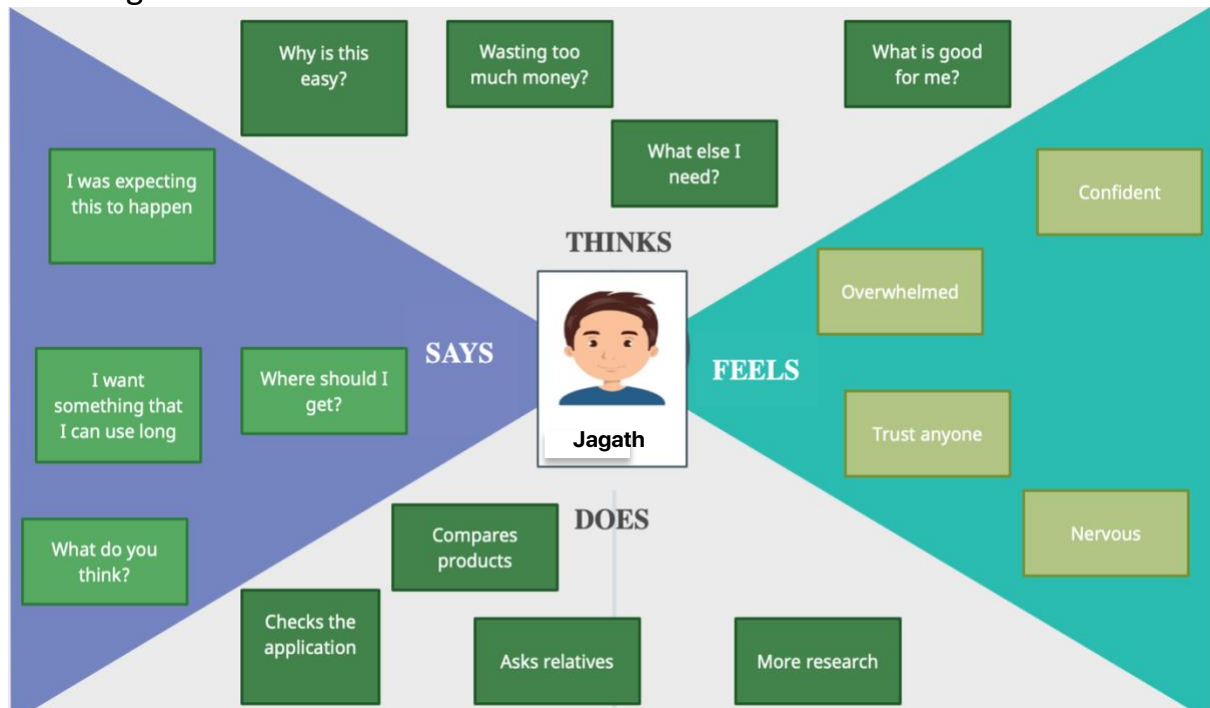 Why is this
easy?
Wasting too
much money?
What is good
for me?
What else I
need?
I was expecting
this to happen
Confident
THINKS
Overwhelmed
SAYS
FEELS
I want
something that
I can use long
Where should I
get?
Jagath
Trust anyone
DOES
What do you
think?
Compares
products
Nervous
Checks the
application
Asks relatives
More research